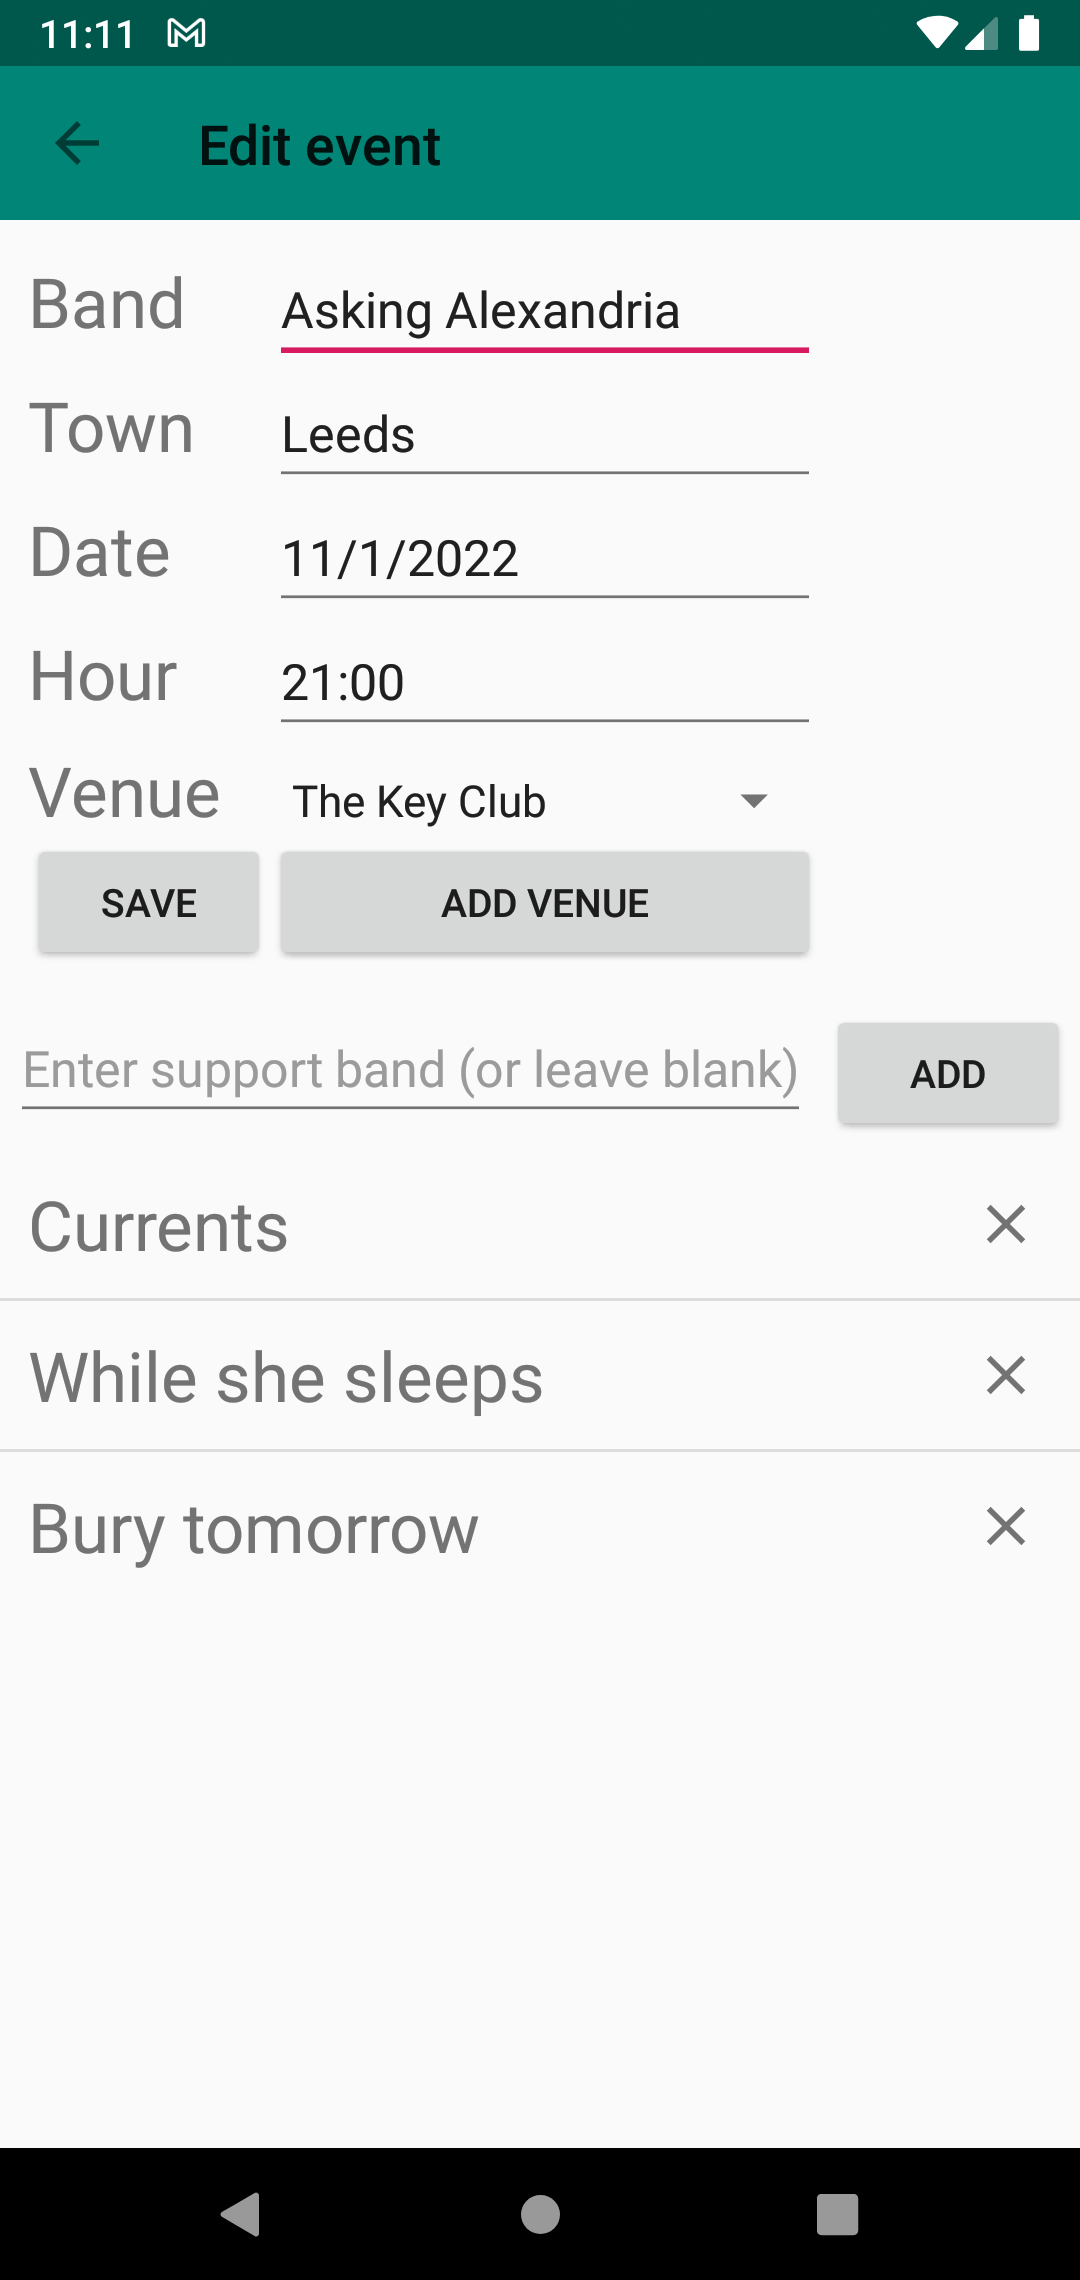 11:11
Edit event
Band Asking Alexandria
Town Leeds
Date 11/1/2022
Hour 21:00
Venue The Key Club
SAVE ADD VENUE
Enter support band (or leave blank) ADD
Currents
While she sleeps
Bury tomorrow